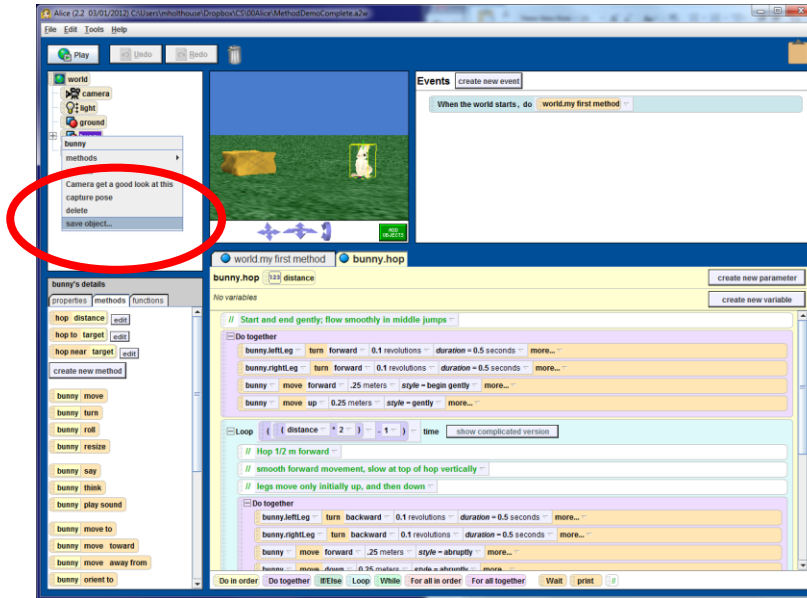 Alice (2.2 03/01/2012) C:\Users\mholthouse\Dropbox\CS\00Alice\MethodDemoComplete.a2w
File Edit Tools Help
Play Undo Redo
world
camera
light
ground
bunny
methods
Camera get a good look at this
capture pose
delete
save object...
ADD OBJECTS
Events create new event
When the world starts, do world.my first method
bunny's details
properties methods functions
hop distance edit
hop to target edit
hop near target edit
create new method
bunny move
bunny turn
bunny roll
bunny resize
bunny say
bunny think
bunny play sound
bunny move to
bunny move toward
bunny move away from
bunny orient to
world.my first method bunny.hop
bunny.hop 123 distance create new parameter
No variables create new variable
// Start and end gently; flow smoothly in middle jumps
Do together
bunny.leftLeg turn forward 0.1 revolutions duration = 0.5 seconds more...
bunny.rightLeg turn forward 0.1 revolutions duration = 0.5 seconds more...
bunny move forward .25 meters style = begin gently more...
bunny move up 0.25 meters style = gently more...
Loop ( ( distance * 2 ) - 1 ) time show complicated version
// Hop 1/2 m forward
// smooth forward movement, slow at top of hop vertically
// legs move only initially up, and then down
Do together
bunny.leftLeg turn backward 0.1 revolutions duration = 0.5 seconds more...
bunny.rightLeg turn backward 0.1 revolutions duration = 0.5 seconds more...
bunny move forward .25 meters style = abruptly more...
bunny move down 0.25 meters style = abruptly more...
Do in order Do together If/Else Loop While For all in order For all together Wait print //